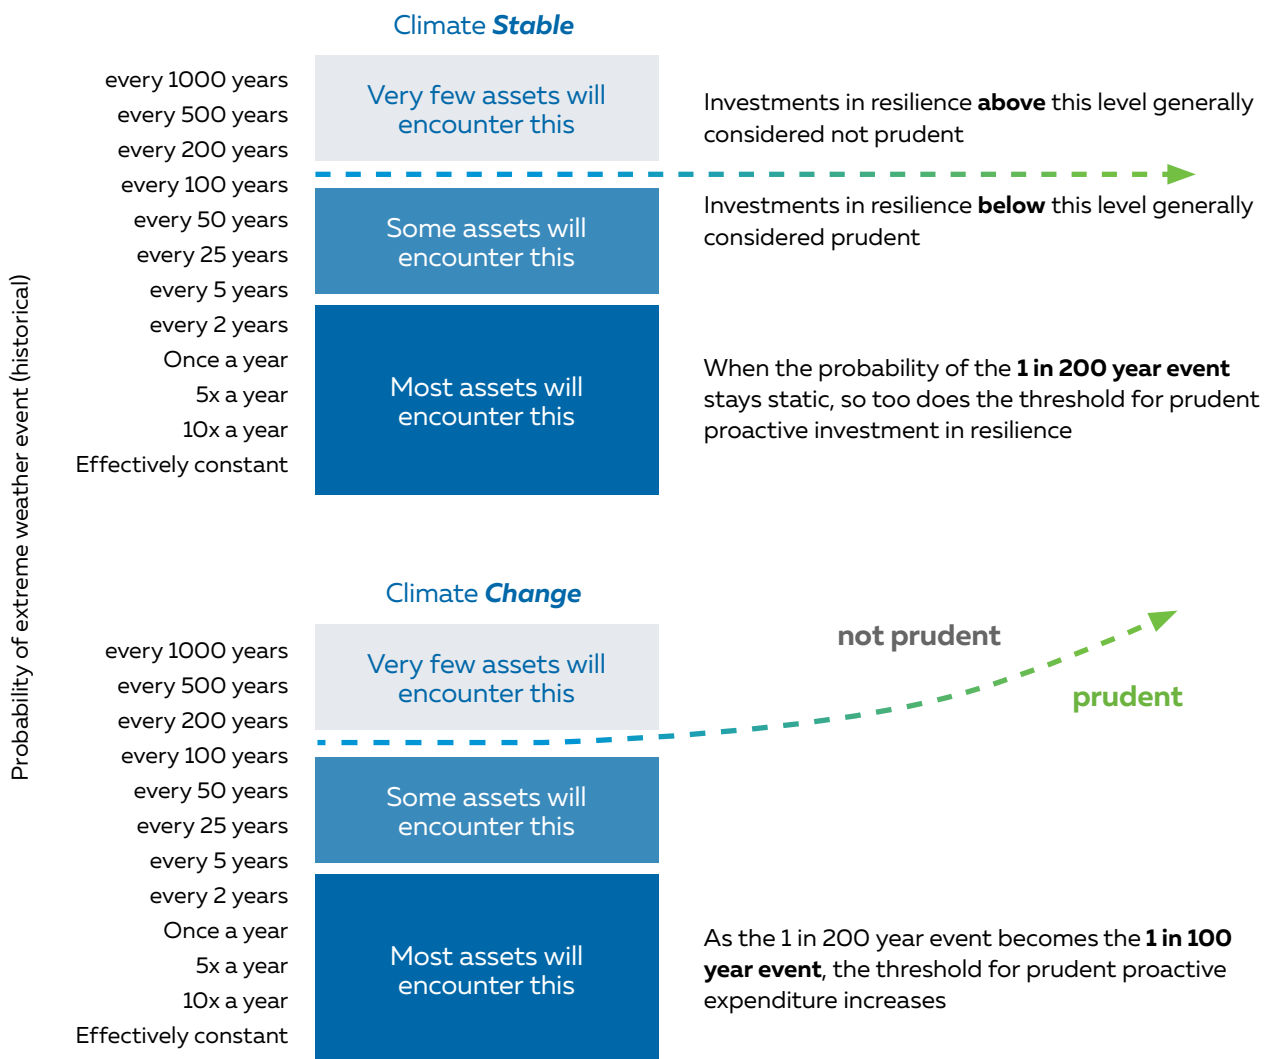 Probability of extreme weather event (historical)
Climate Stable
every 1000 years
every 500 years
every 200 years
every 100 years
every 50 years
every 25 years
every 5 years
every 2 years
Once a year
5x a year
10x a year
Effectively constant
Very few assets will
encounter this
Some assets will
encounter this
Most assets will
encounter this
Investments in resilience above this level generally
considered not prudent
Investments in resilience below this level generally
considered prudent
When the probability of the 1 in 200 year event
stays static, so too does the threshold for prudent
proactive investment in resilience
Climate Change
every 1000 years
every 500 years
every 200 years
every 100 years
every 50 years
every 25 years
every 5 years
every 2 years
Once a year
5x a year
10x a year
Effectively constant
Very few assets will
encounter this
Some assets will
encounter this
Most assets will
encounter this
not prudent
prudent
As the 1 in 200 year event becomes the 1 in 100
year event, the threshold for prudent proactive
expenditure increases